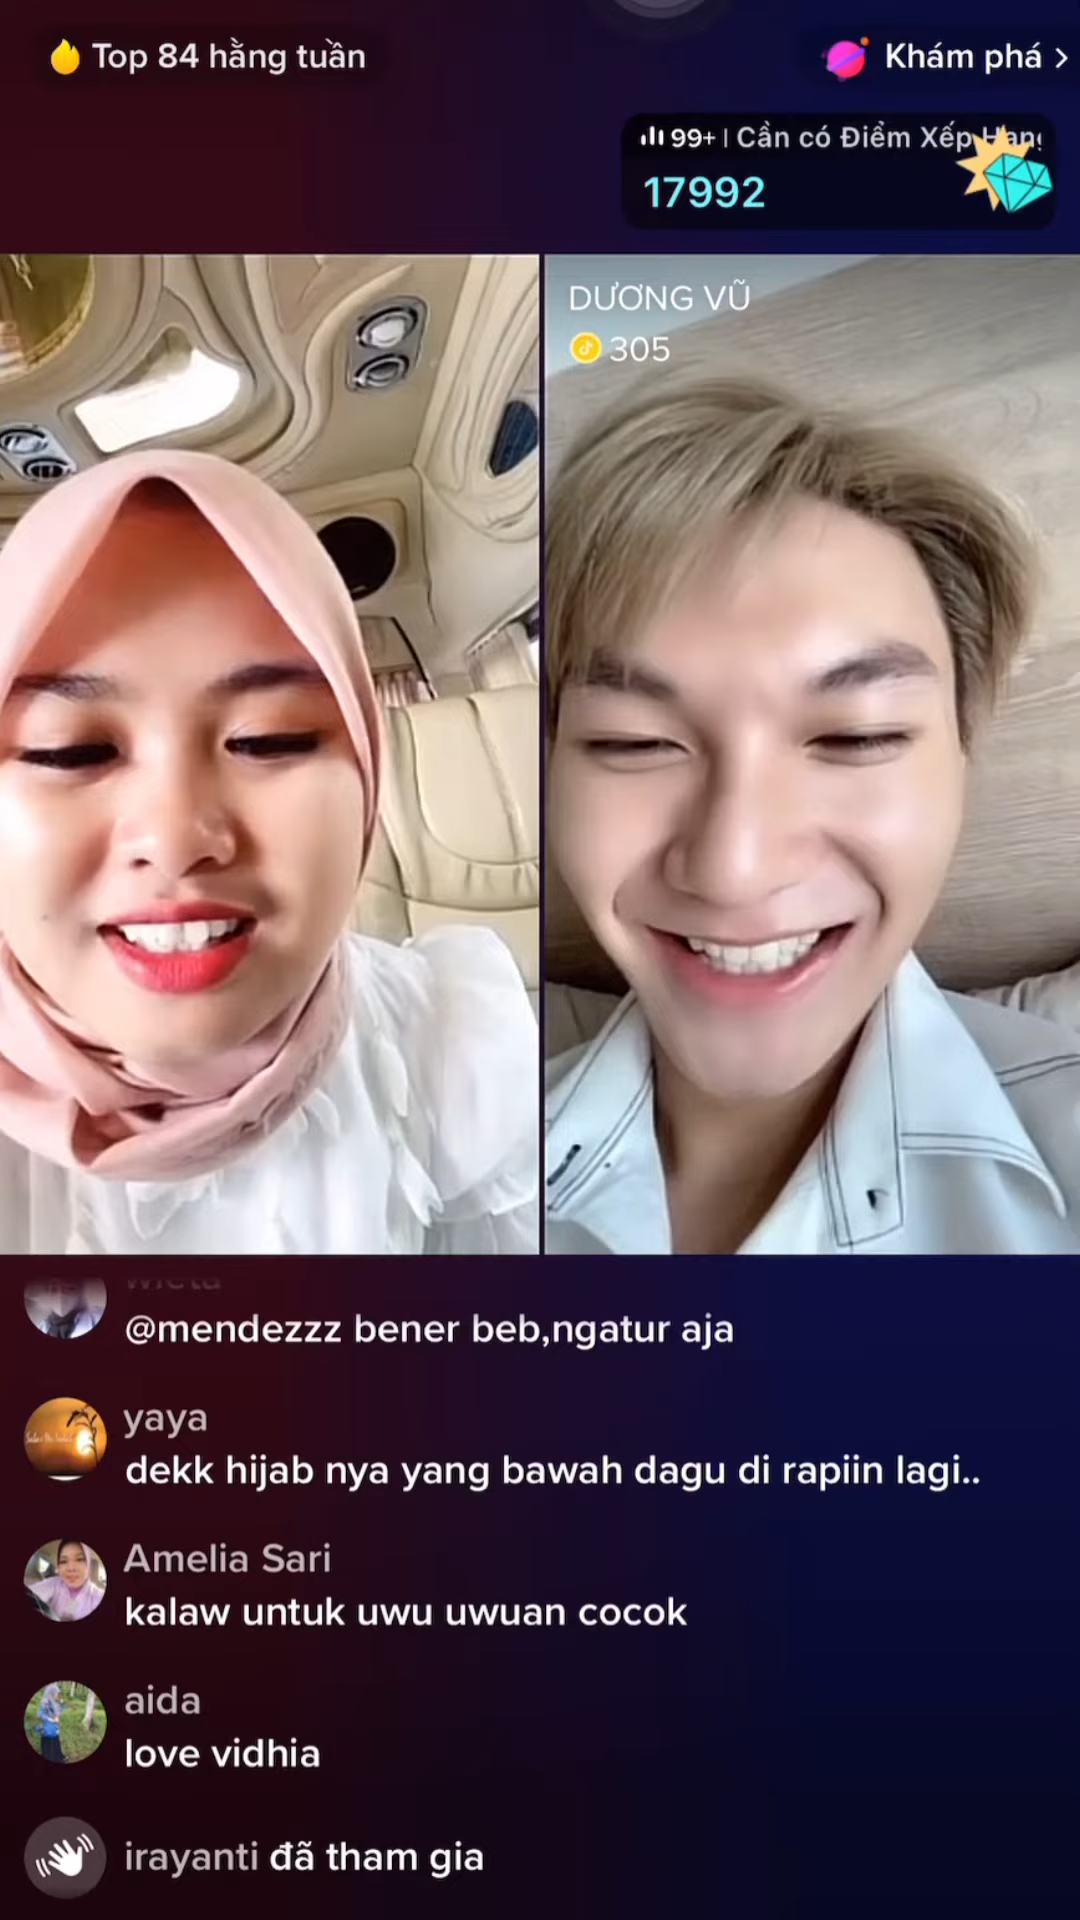 Top 84 hằng tuần
Khám phá >
99+ | Cần có Điểm Xếp Hạng
17992
DƯƠNG VŨ
305
@mendezzz bener beb,ngatur aja
yaya
dekk hijab nya yang bawah dagu di rapiin lagi..
Amelia Sari
kalaw untuk uwu uwuan cocok
aida
love vidhia
irayanti đã tham gia